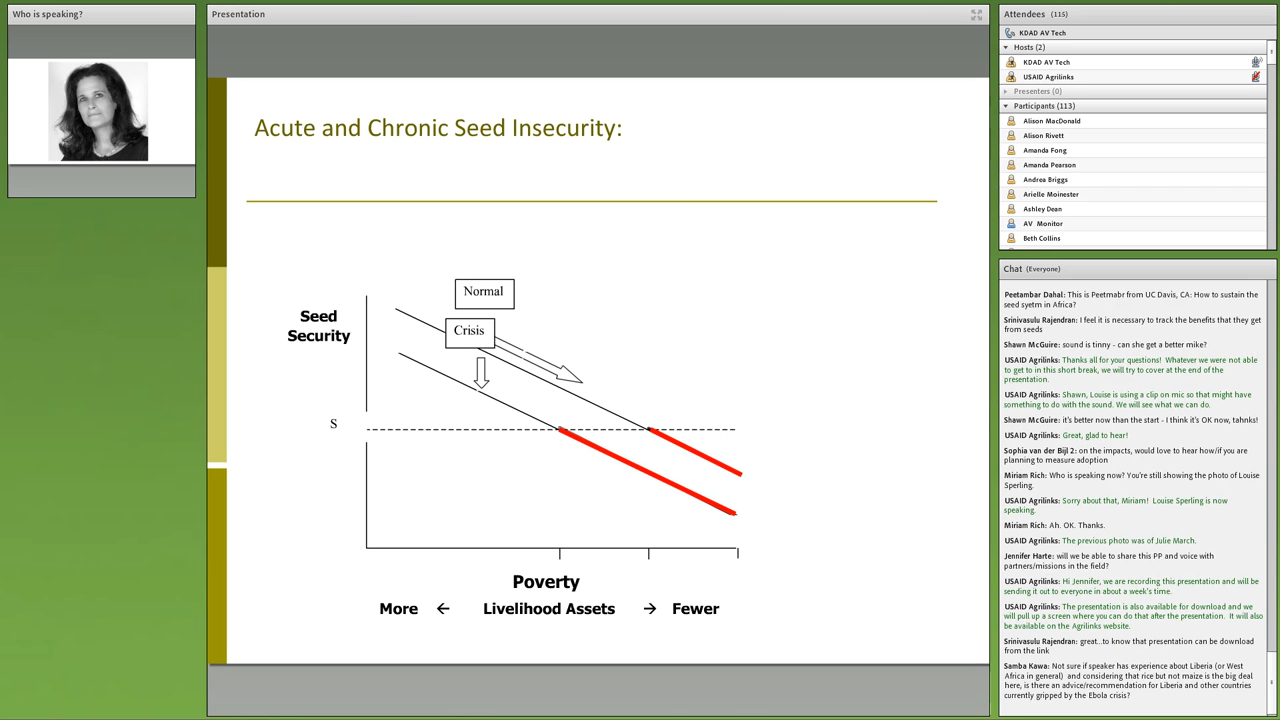 Who is speaking?
Presentation
Acute and Chronic Seed Insecurity:
Normal
Crisis
Seed
Security
S
Poverty
More ← Livelihood Assets → Fewer
Attendees (115)
KDAD AV Tech
Hosts (2)
KDAD AV Tech
USAID Agrilinks
Presenters (0)
Participants (113)
Alison MacDonald
Alison Rivett
Amanda Fong
Amanda Pearson
Andrea Briggs
Arielle Moinester
Ashley Dean
AV Monitor
Beth Collins
Chat (Everyone)
Peetambar Dahal: This is Peetmabr from UC Davis, CA: How to sustain the
seed syetm in Africa?
Srinivasulu Rajendran: I feel it is necessary to track the benefits that they get
from seeds
Shawn McGuire: sound is tinny - can she get a better mike?
USAID Agrilinks: Thanks all for your questions! Whatever we were not able
to get to in this short break, we will try to cover at the end of the
presentation.
USAID Agrilinks: Shawn, Louise is using a clip on mic so that might have
something to do with the sound. We will see what we can do.
Shawn McGuire: it's better now than the start - I think it's OK now, tahnks!
USAID Agrilinks: Great, glad to hear!
Sophia van der Bijl 2: on the impacts, would love to hear how/if you are
planning to measure adoption
Miriam Rich: Who is speaking now? You're still showing the photo of Louise
Sperling.
USAID Agrilinks: Sorry about that, Miriam! Louise Sperling is now
speaking.
Miriam Rich: Ah. OK. Thanks.
USAID Agrilinks: The previous photo was of Julie March.
Jennifer Harte: will we be able to share this PP and voice with
partners/missions in the field?
USAID Agrilinks: Hi Jennifer, we are recording this presentation and will be
sending it out to everyone in about a week's time.
USAID Agrilinks: The presentation is also available for download and we
will pull up a screen where you can do that after the presentation. It will also
be available on the Agrilinks website.
Srinivasulu Rajendran: great...to know that presentation can be download
from the link
Samba Kawa: Not sure if speaker has experience about Liberia (or West
Africa in general) and considering that rice but not maize is the big deal
here, is there an advice/recommendation for Liberia and other countries
currently gripped by the Ebola crisis?